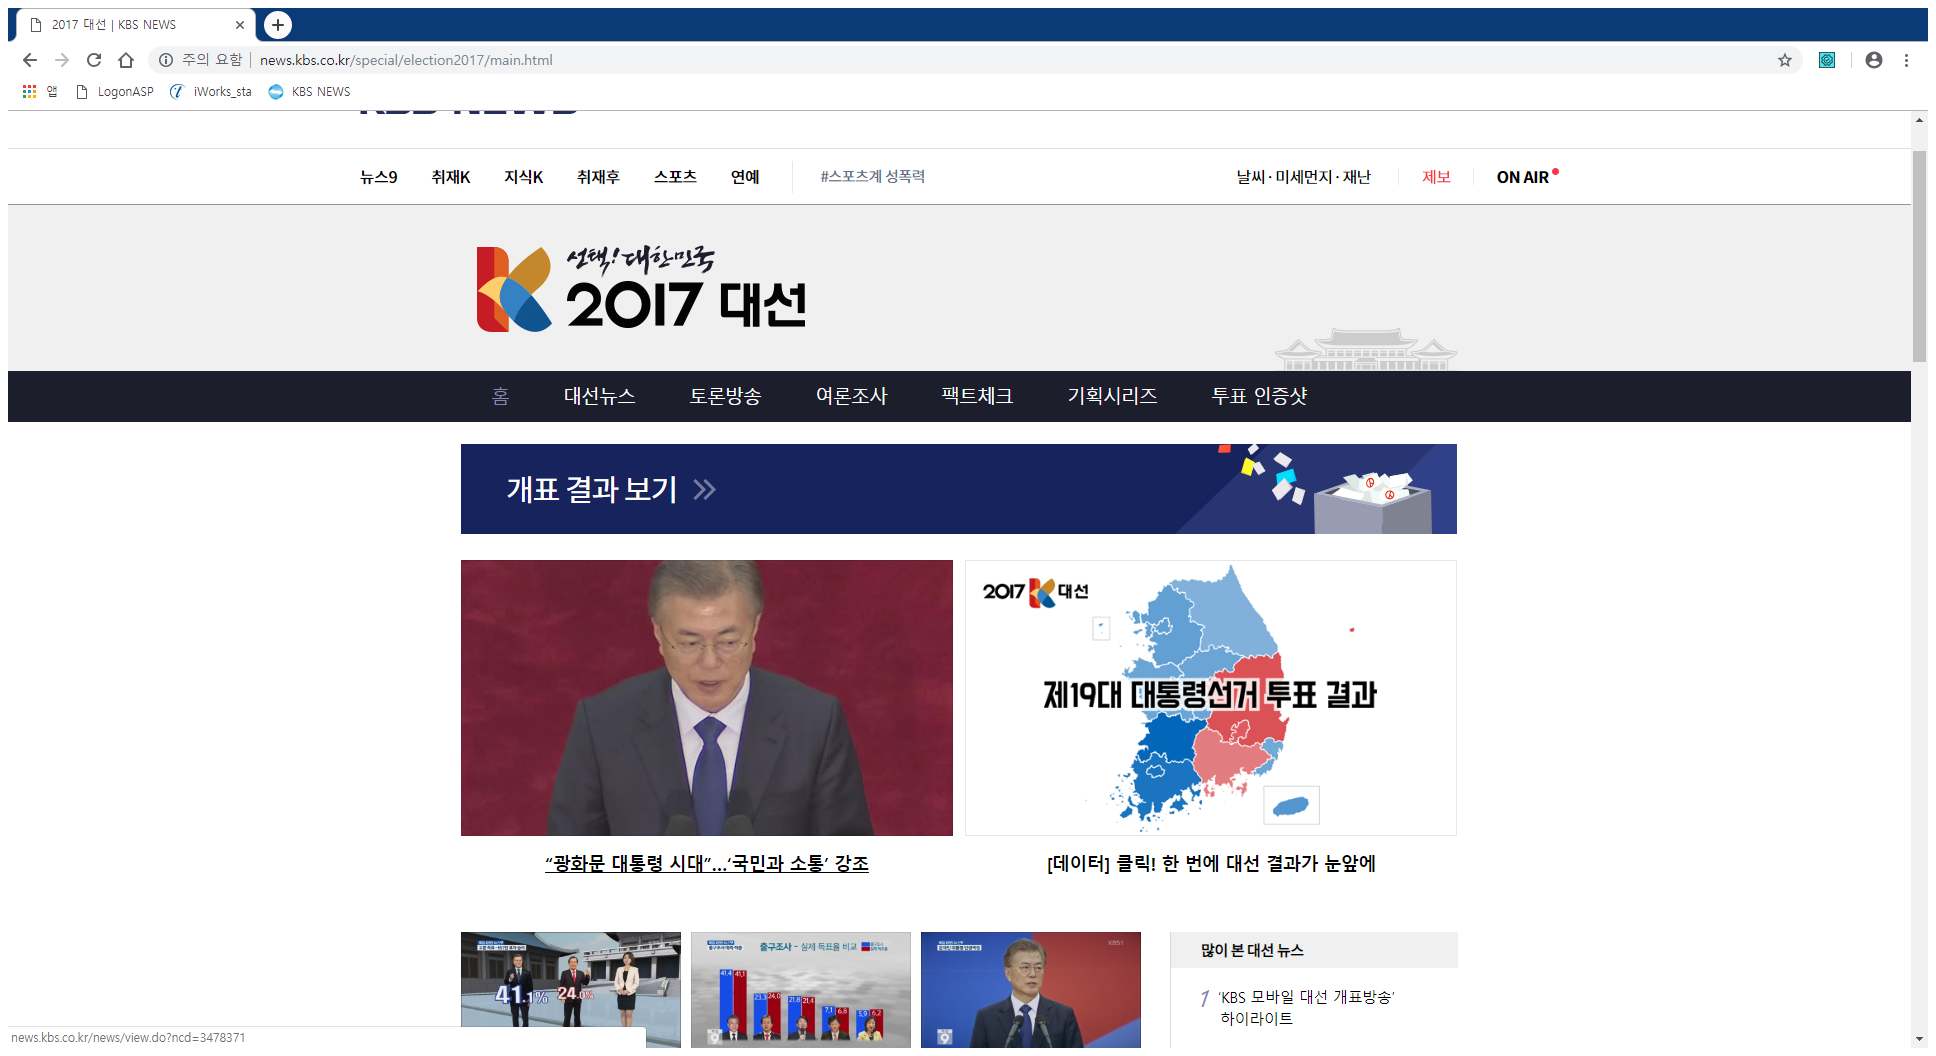 2017 대선 | KBS NEWS
주의 요함 | news.kbs.co.kr/special/election2017/main.html
앱 LogonASP iWorks_sta KBS NEWS
KBS NEWS
뉴스9 취재K 지식K 취재후 스포츠 연예 #스포츠계 성폭력 날씨·미세먼지·재난 제보 ON AIR
선택! 대한민국
2017 대선
홈 대선뉴스 토론방송 여론조사 팩트체크 기획시리즈 투표 인증샷
개표 결과 보기
2017 대선
제19대 대통령선거 투표 결과
“광화문 대통령 시대”…‘국민과 소통’ 강조
[데이터] 클릭! 한 번에 대선 결과가 눈앞에
41.1% 24.0%
출구조사 - 실제 득표율 비교
41.4 41.1 23.3 24.0 21.8 21.4 7.1 6.8 5.9 6.2
9
KBS1
9
많이 본 대선 뉴스
1 ‘KBS 모바일 대선 개표방송’
하이라이트
news.kbs.co.kr/news/view.do?ncd=3478371